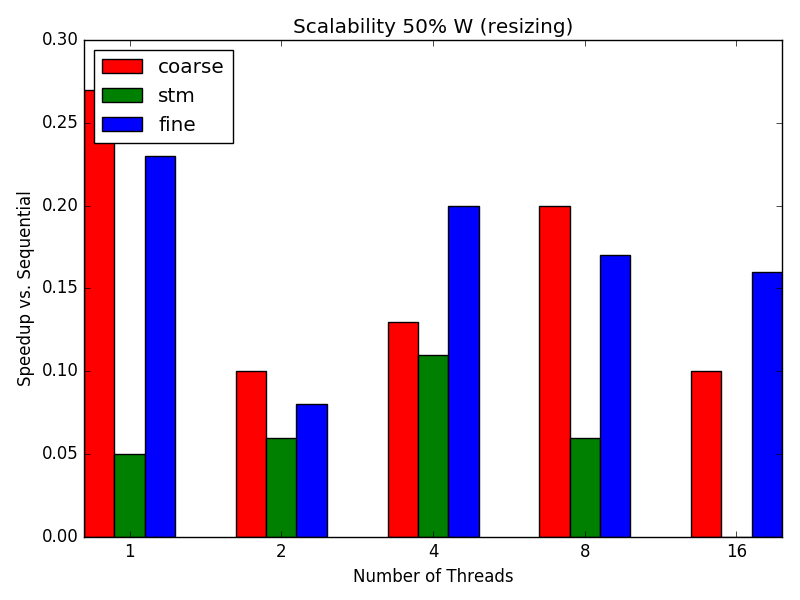 Scalability 50% W (resizing)
0.30
0.25
0.20
0.15
0.10
0.05
0.00
Speedup vs. Sequential
coarse
stm
fine
1 2 4 8 16
Number of Threads